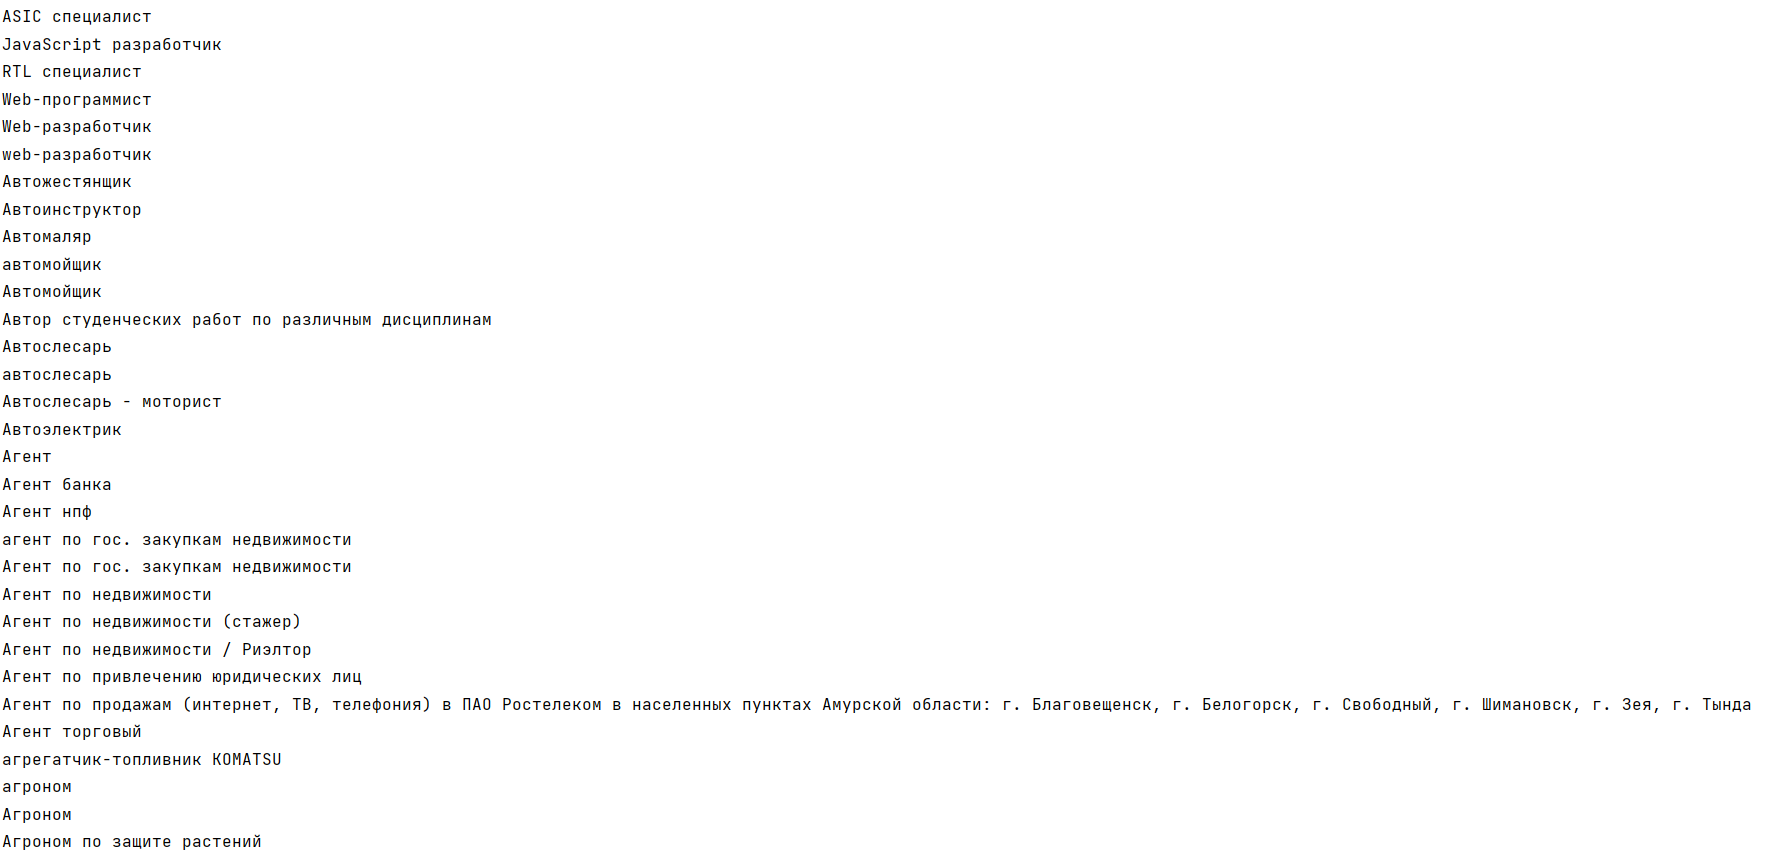 ASIC специалист
JavaScript разработчик
RTL специалист
Web-программист
Web-разработчик
web-разработчик
Автожестянщик
Автоинструктор
Автомаляр
автомойщик
Автомойщик
Автор студенческих работ по различным дисциплинам
Автослесарь
автослесарь
Автослесарь - моторист
Автоэлектрик
Агент
Агент банка
Агент нпф
агент по гос. закупкам недвижимости
Агент по гос. закупкам недвижимости
Агент по недвижимости
Агент по недвижимости (стажер)
Агент по недвижимости / Риэлтор
Агент по привлечению юридических лиц
Агент по продажам (интернет, ТВ, телефония) в ПАО Ростелеком в населенных пунктах Амурской области: г. Благовещенск, г. Белогорск, г. Свободный, г. Шимановск, г. Зея, г. Тында
Агент торговый
агрегатчик-топливник KOMATSU
агроном
Агроном
Агроном по защите растений